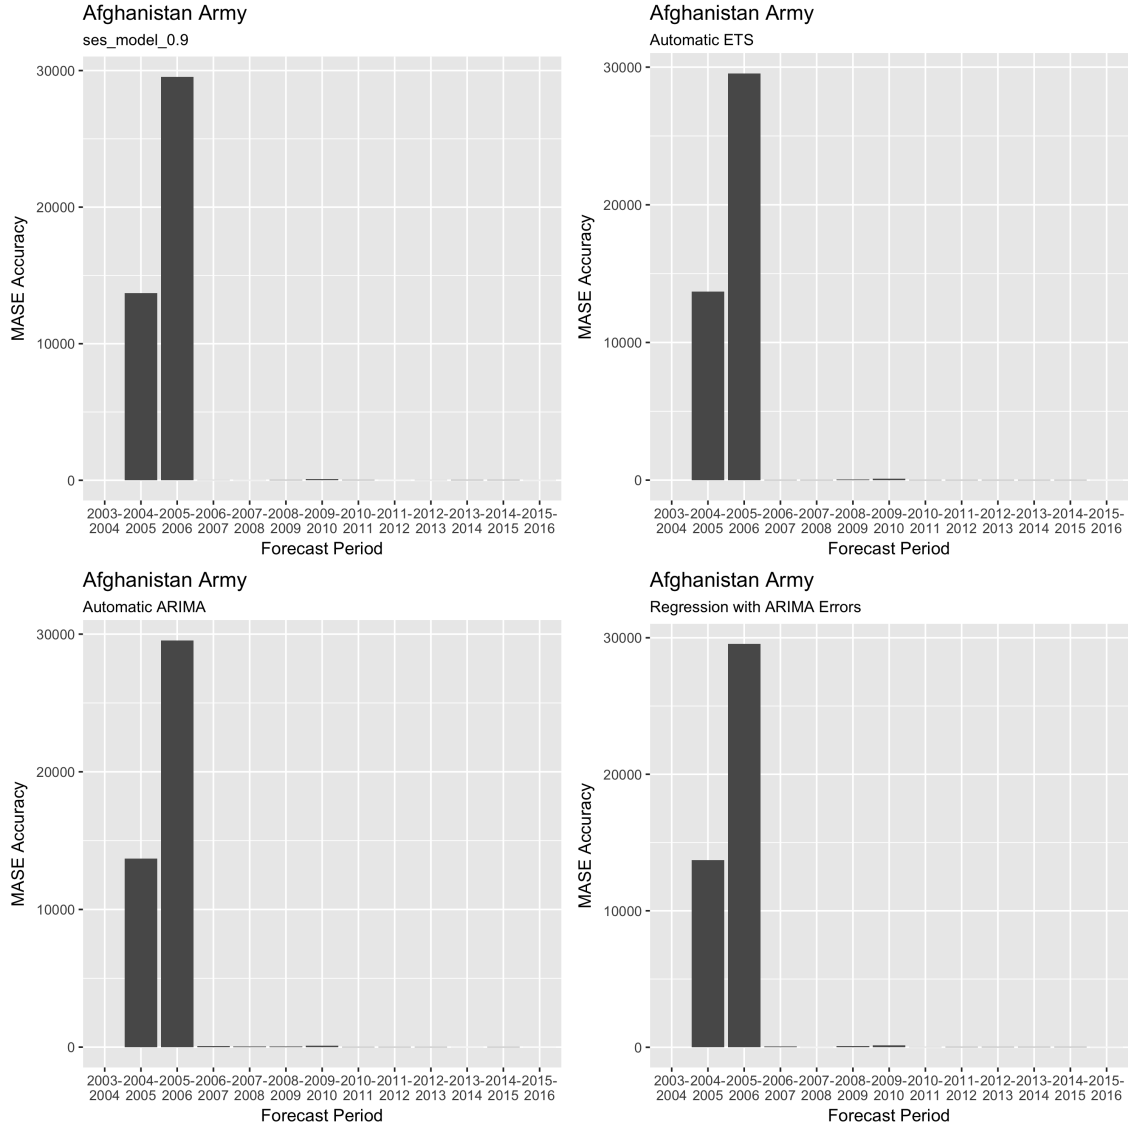 Afghanistan Army
ses_model_0.9
MASE Accuracy
30000
20000
10000
0
2003- 2004- 2005- 2006- 2007- 2008- 2009- 2010- 2011- 2012- 2013- 2014- 2015-
2004 2005 2006 2007 2008 2009 2010 2011 2012 2013 2014 2015 2016
Forecast Period
Afghanistan Army
Automatic ETS
MASE Accuracy
30000
20000
10000
0
2003- 2004- 2005- 2006- 2007- 2008- 2009- 2010- 2011- 2012- 2013- 2014- 2015-
2004 2005 2006 2007 2008 2009 2010 2011 2012 2013 2014 2015 2016
Forecast Period
Afghanistan Army
Automatic ARIMA
MASE Accuracy
30000
20000
10000
0
2003- 2004- 2005- 2006- 2007- 2008- 2009- 2010- 2011- 2012- 2013- 2014- 2015-
2004 2005 2006 2007 2008 2009 2010 2011 2012 2013 2014 2015 2016
Forecast Period
Afghanistan Army
Regression with ARIMA Errors
MASE Accuracy
30000
20000
10000
0
2003- 2004- 2005- 2006- 2007- 2008- 2009- 2010- 2011- 2012- 2013- 2014- 2015-
2004 2005 2006 2007 2008 2009 2010 2011 2012 2013 2014 2015 2016
Forecast Period